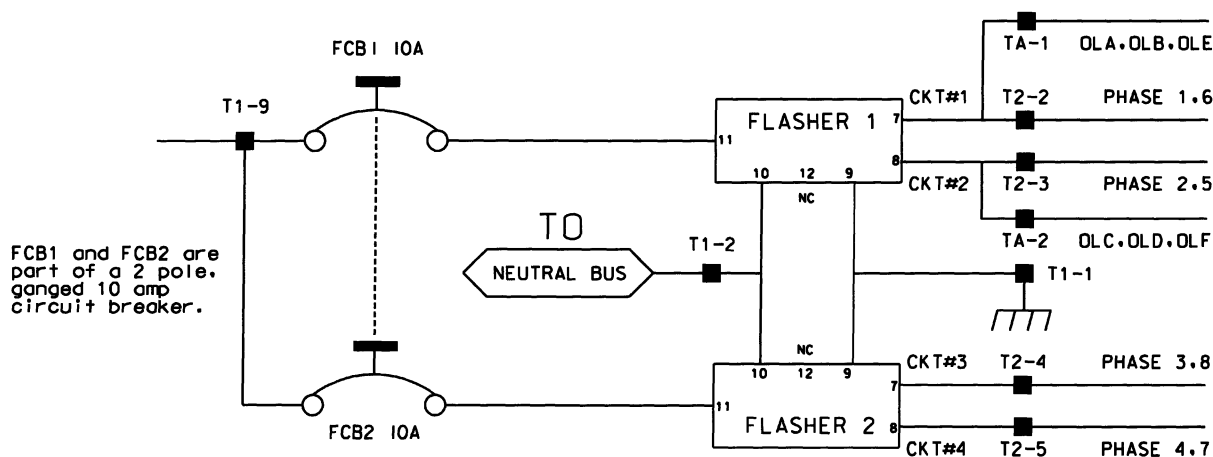 FCB1 10A
T1-9
TA-1 OLA.OLB.OLE
CKT#1 T2-2 PHASE 1.6
FLASHER 1
7
11
8
10 12 9
NC
CKT#2 T2-3 PHASE 2.5
TA-2 OLC.OLD.OLF
TO
NEUTRAL BUS
T1-2
T1-1
FCB1 and FCB2 are
part of a 2 pole.
ganged 10 amp
circuit breaker.
NC
10 12 9
CKT#3 T2-4 PHASE 3.8
7
11
FLASHER 2
8
FCB2 10A
CKT#4 T2-5 PHASE 4.7